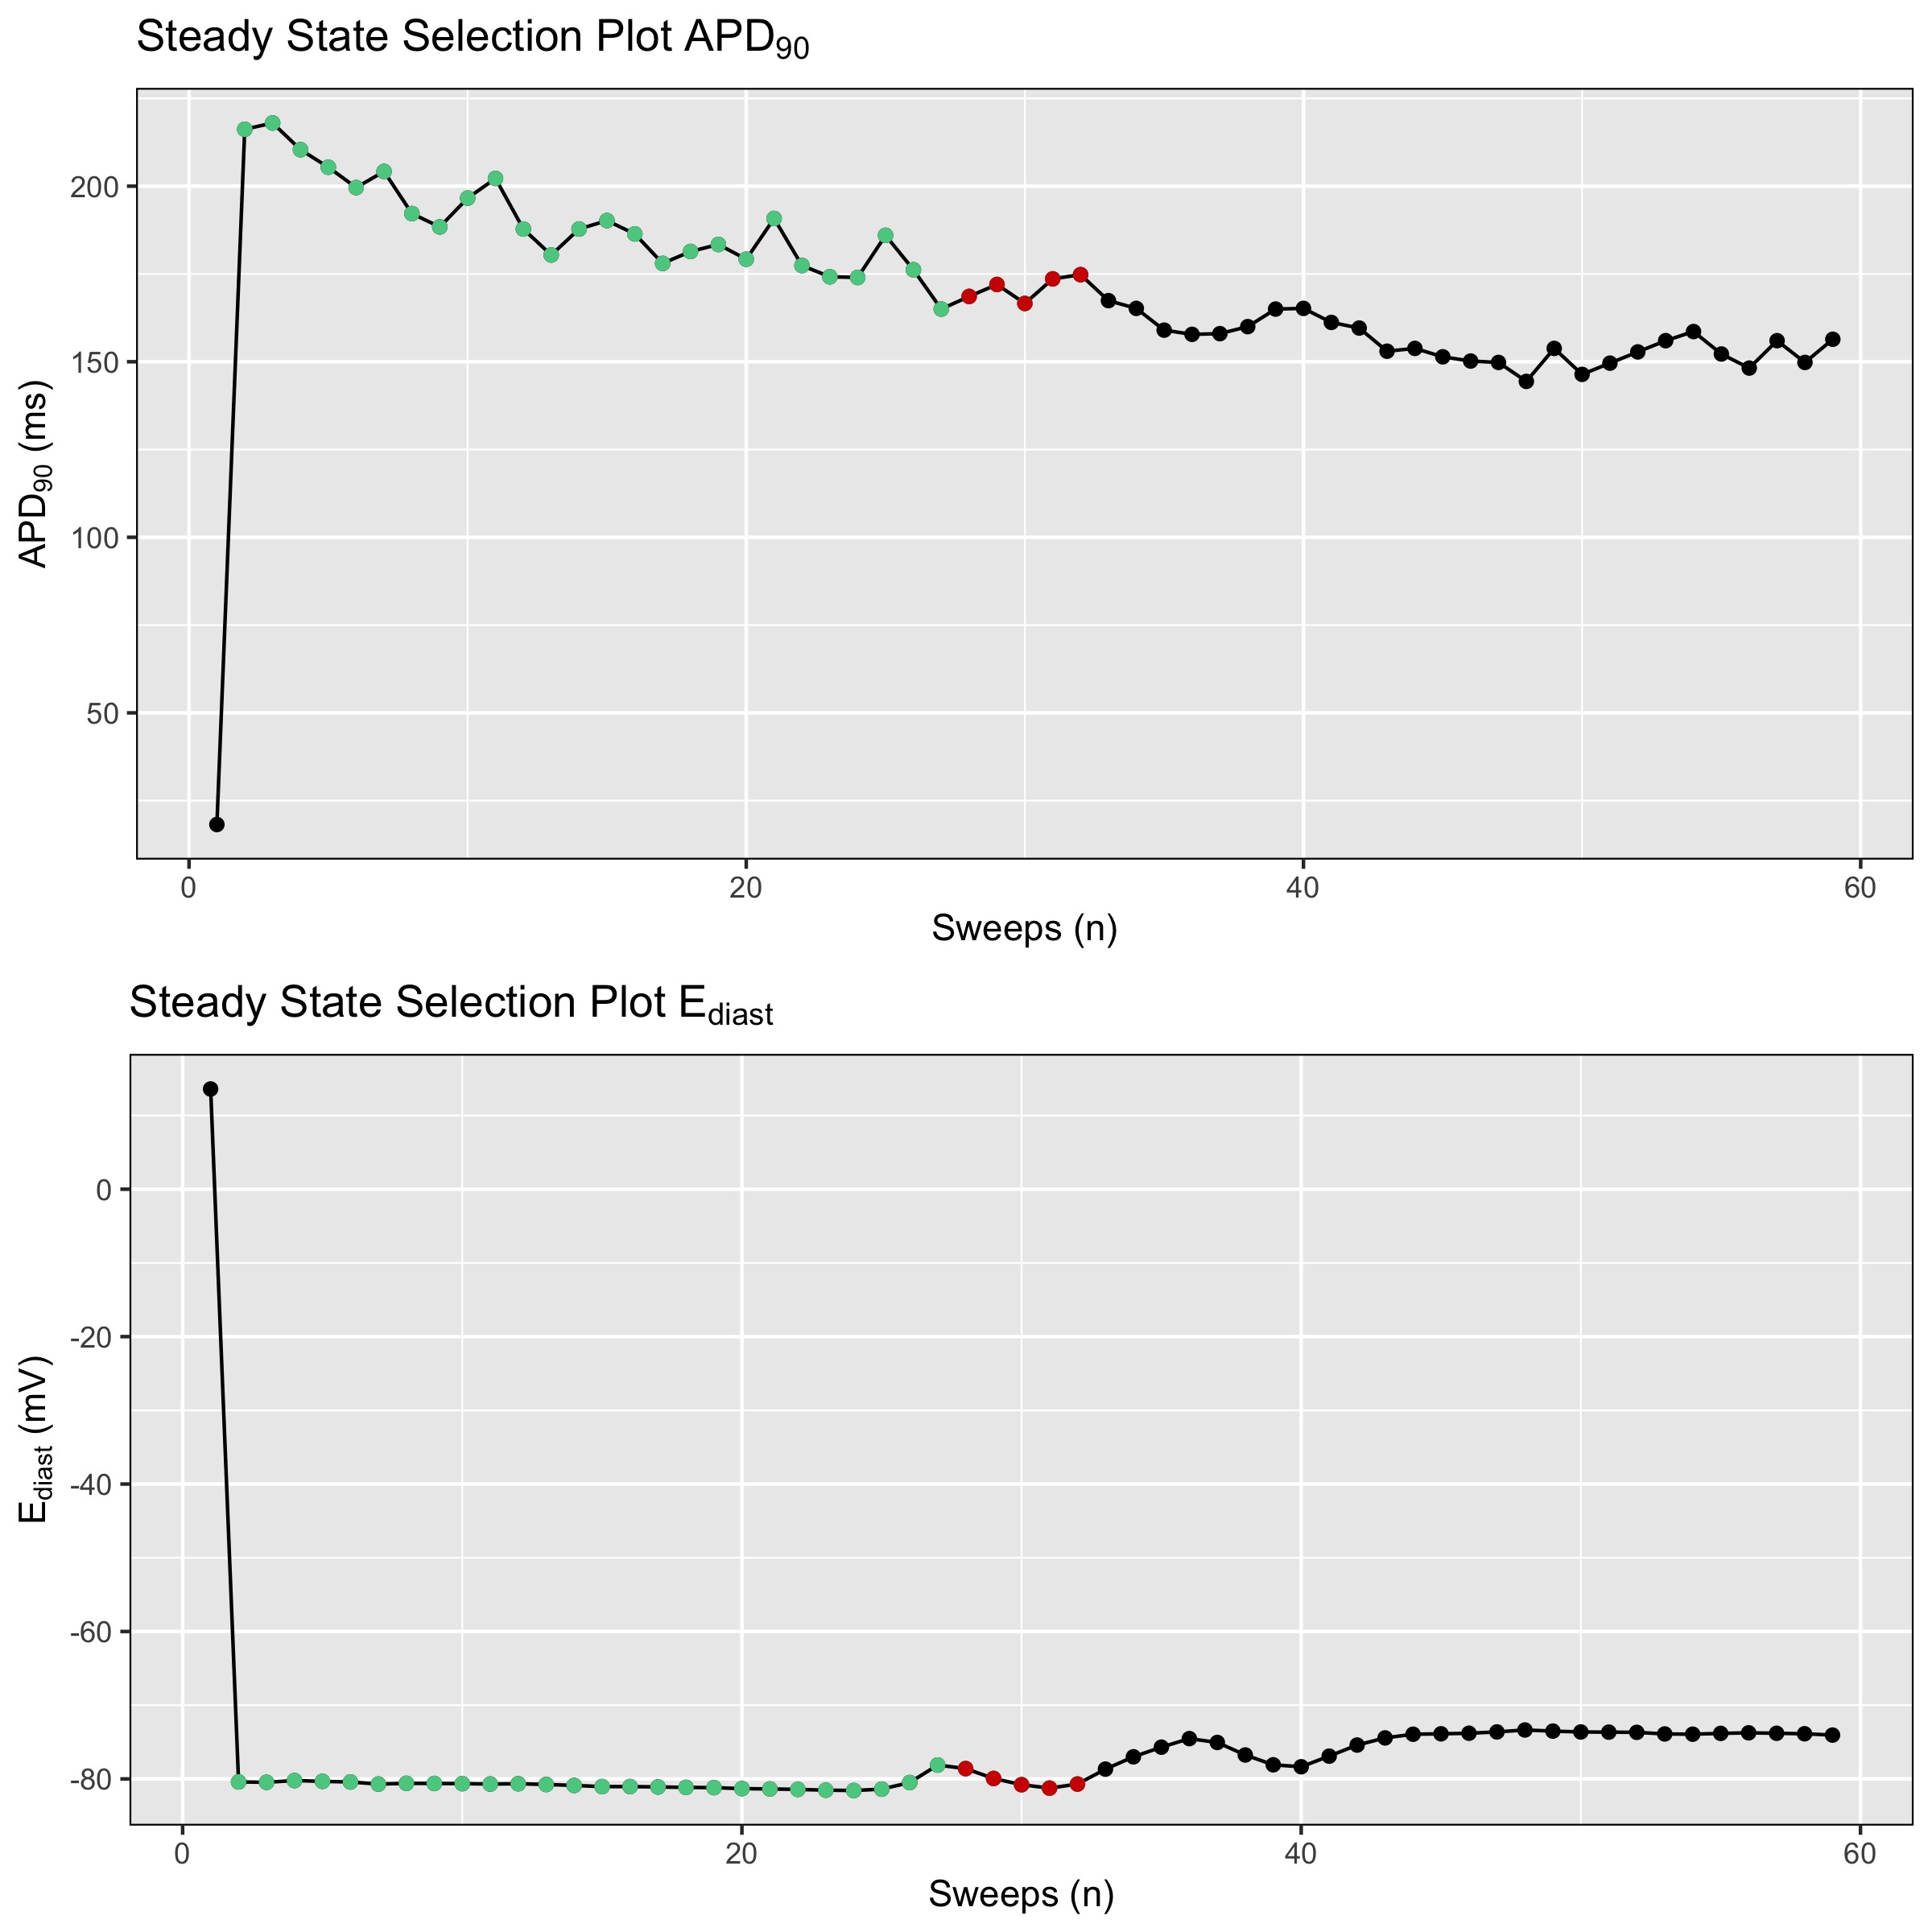 Steady State Selection Plot APD90
APD90 (ms)
200
150
100
50
0 20 40 60
Sweeps (n)
Steady State Selection Plot Ediast
Ediast (mV)
0
-20
-40
-60
-80
0 20 40 60
Sweeps (n)